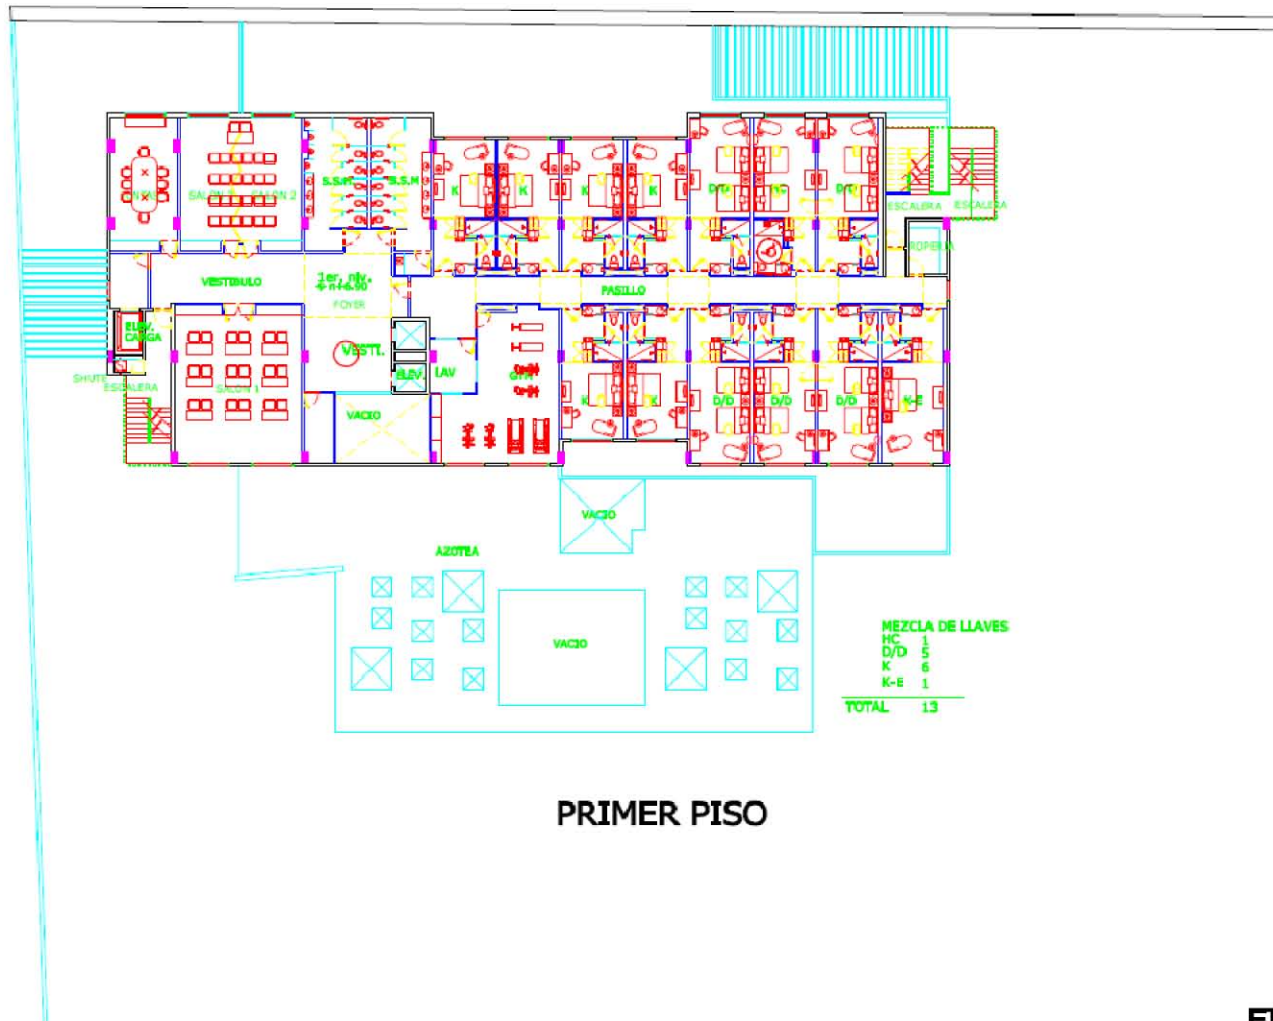 S.S.H
S.S.M
K
K
K
K
D/D
HC
D/D
SALON 3
SALON 2
ESCALERA
ESCALERA
ROPERIA
VESTIBULO
1er. niv.
FOYER
PASILLO
ELEV.
CARGA
VESTI.
SHUTE
ESCALERA
SALON 1
ELEV.
LAV
GYM
K
K
D/D
D/D
D/D
K-E
VACIO
VACIO
AZOTEA
VACIO
MEZCLA DE LLAVES
HC 1
D/D 5
K 6
K-E 1
TOTAL 13
PRIMER PISO